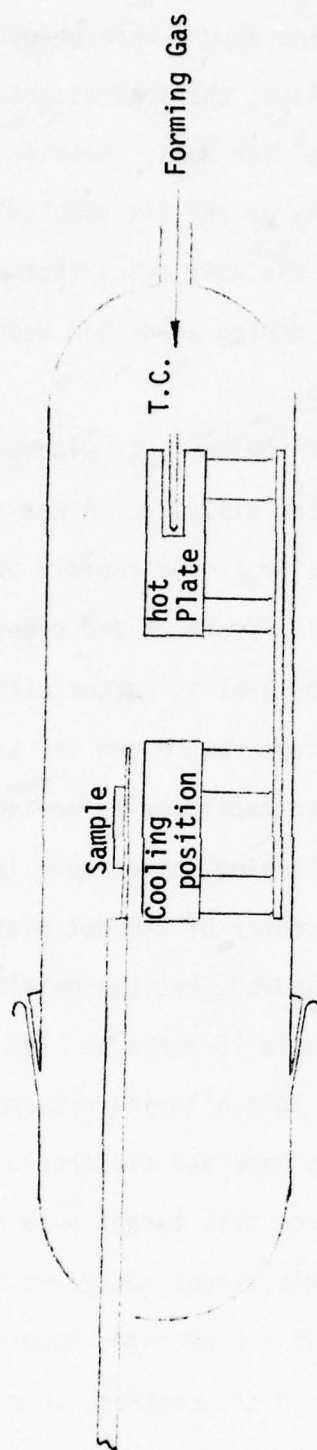 Forming Gas
T.C.
hot
Plate
Sample
Cooling
position